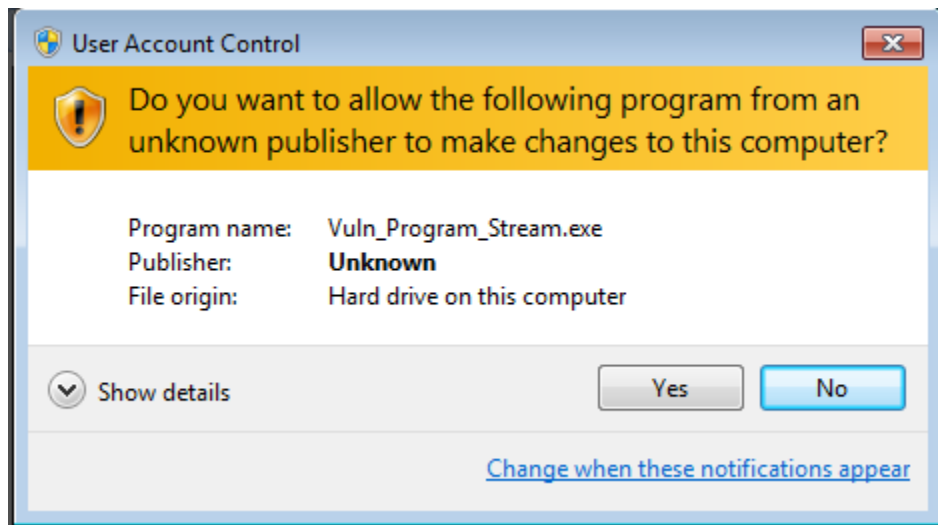 User Account Control
Do you want to allow the following program from an
unknown publisher to make changes to this computer?
Program name: Vuln_Program_Stream.exe
Publisher: Unknown
File origin: Hard drive on this computer
Show details
Yes
No
Change when these notifications appear